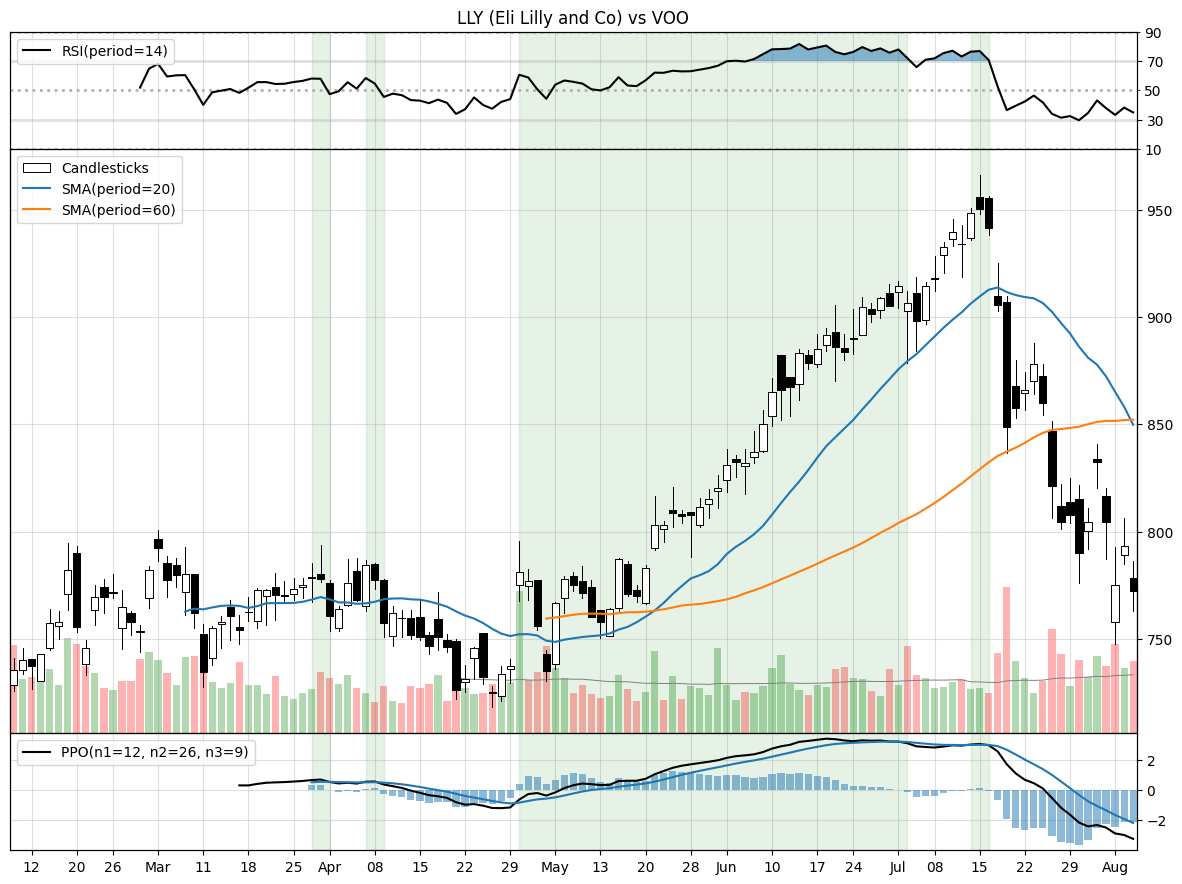 LLY (Eli Lilly and Co) vs VOO
RSI(period=14)
90
70
50
30
10
Candlesticks
SMA(period=20)
SMA(period=60)
950
900
850
800
750
PPO(n1=12, n2=26, n3=9)
2
0
−2
12 20 26 Mar 11 18 25 Apr 08 15 22 29 May 13 20 28 Jun 10 17 24 Jul 08 15 22 29 Aug